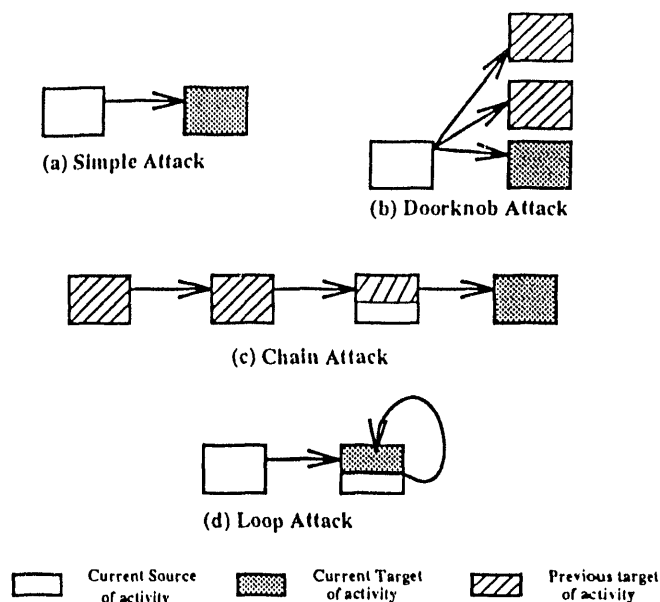 (a) Simple Attack
(b) Doorknob Attack
(c) Chain Attack
(d) Loop Attack
Current Source
of activity
Current Target
of activity
Previous target
of activity